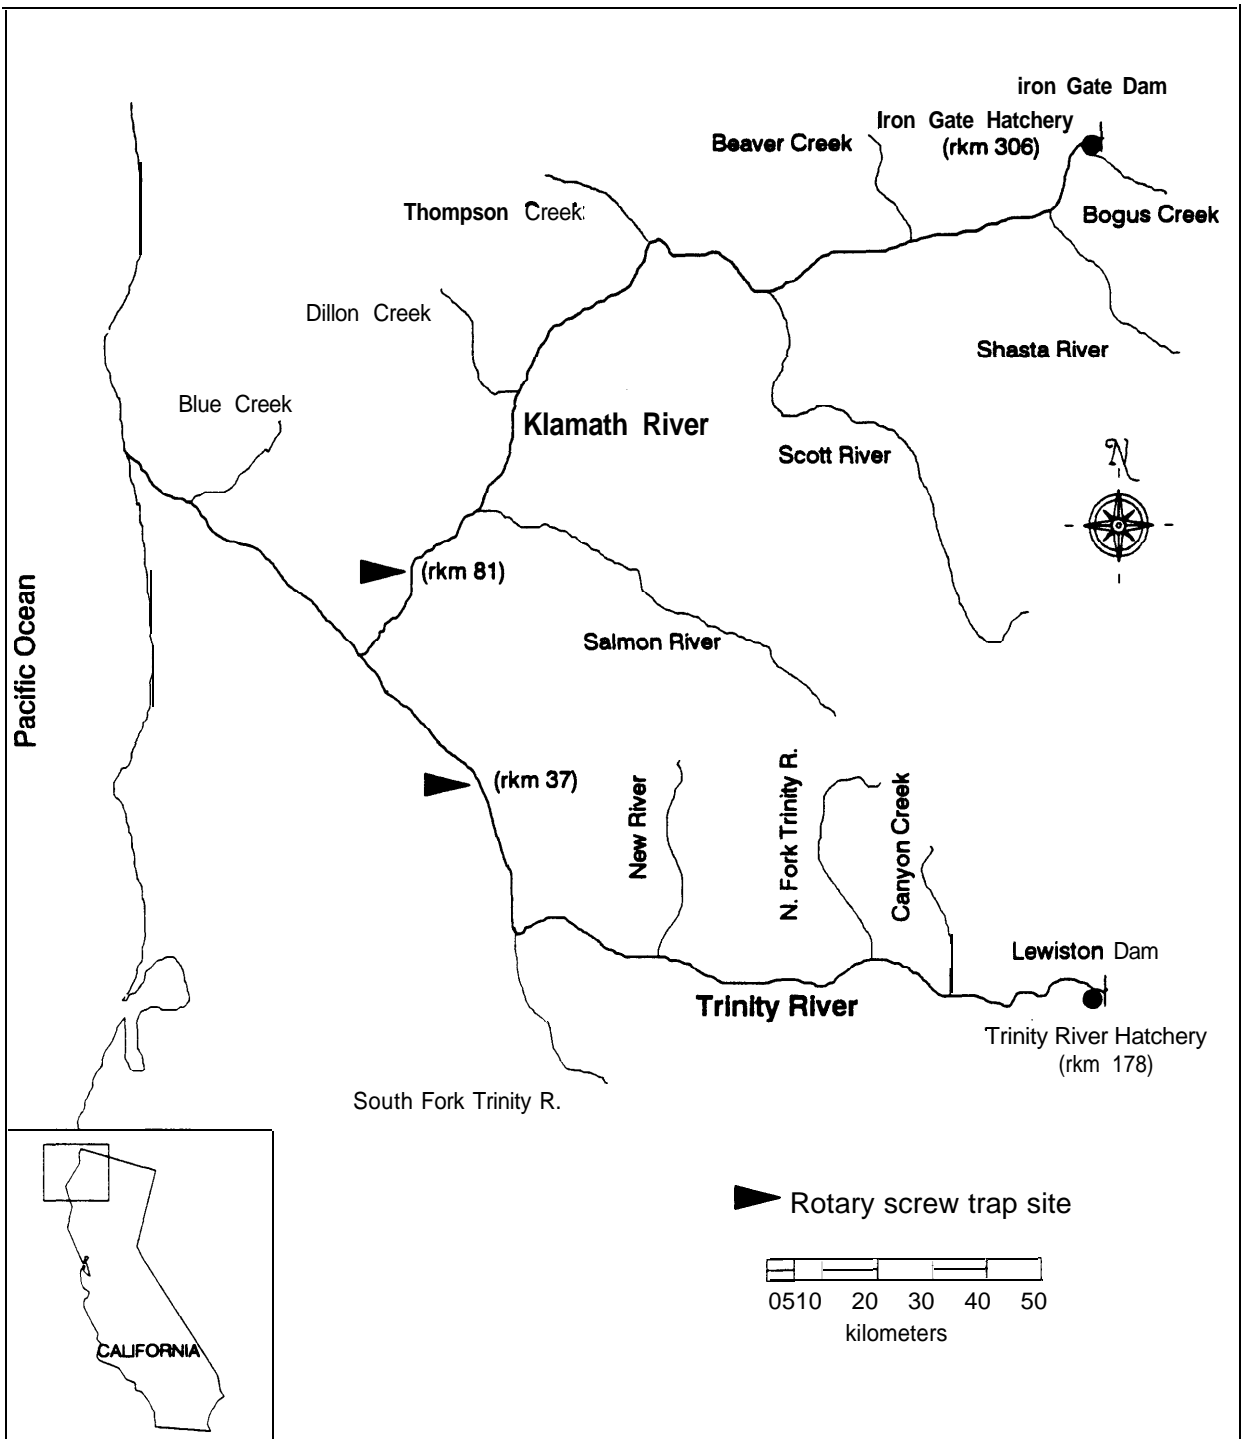 iron Gate Dam
Iron Gate Hatchery
(rkm 306)
Beaver Creek
Thompson Creek
Bogus Creek
Dillon Creek
Shasta River
Blue Creek
Klamath River
Scott River
N
(rkm 81)
Pacific Ocean
Salmon River
(rkm 37)
New River
N. Fork Trinity R.
Canyon Creek
Lewiston Dam
Trinity River
Trinity River Hatchery
(rkm 178)
South Fork Trinity R.
Rotary screw trap site
0510 20 30 40 50
kilometers
CALIFORNIA